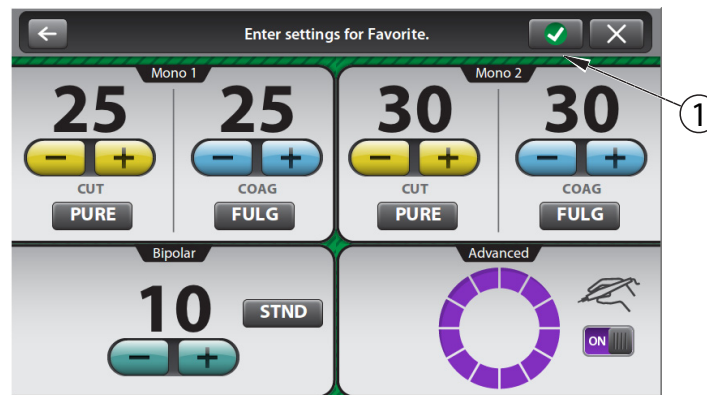 Enter settings for Favorite.
1
Mono 1
25
25
CUT
COAG
PURE
FULG
Mono 2
30
30
CUT
COAG
PURE
FULG
Bipolar
10
STND
Advanced
ON